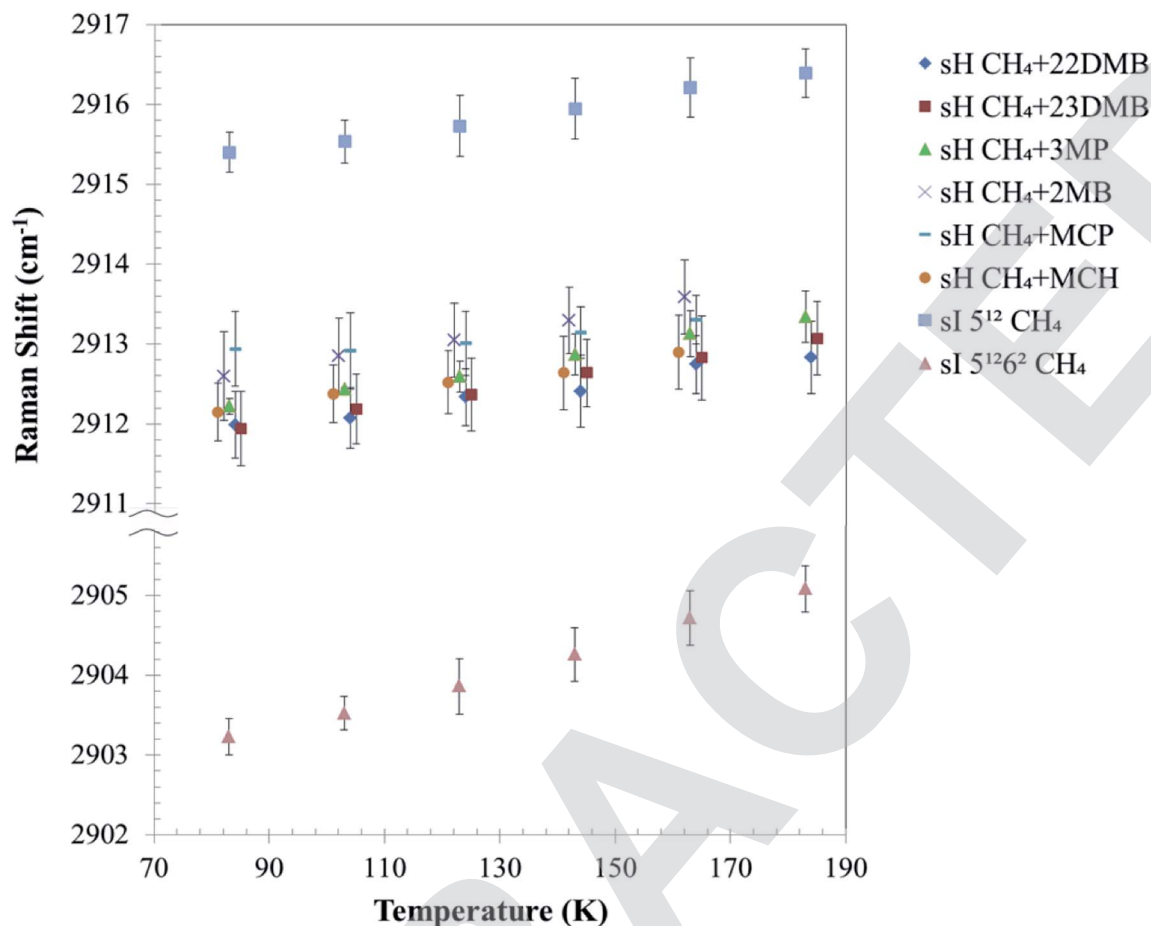 2917
2916
2915
2914
2913
2912
2911
2905
2904
2903
2902
70 90 110 130 150 170 190
Raman Shift (cm⁻¹)
Temperature (K)
sH CH₄+22DMB
sH CH₄+23DMB
sH CH₄+3MP
sH CH₄+2MB
sH CH₄+MCP
sH CH₄+MCH
sI 5¹² CH₄
sI 5¹²6² CH₄